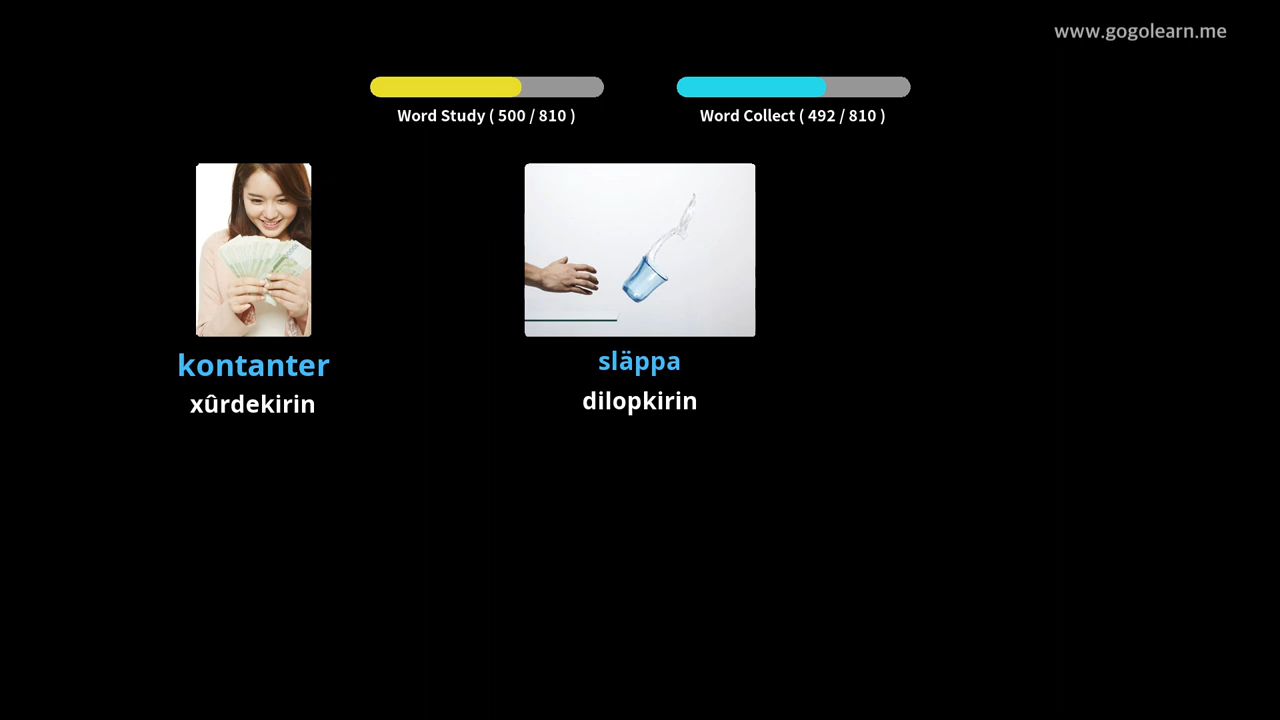 www.gogolearn.me
Word Study ( 500 / 810 )
Word Collect ( 492 / 810 )
kontanter
xûrdekirin
släppa
dilopkirin